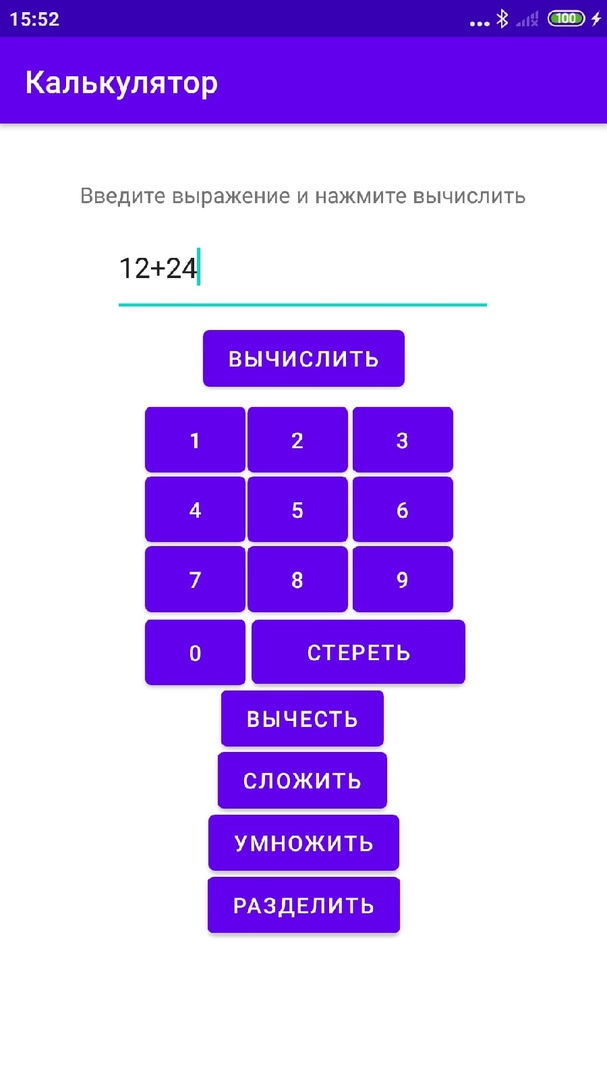 15:52 100
Калькулятор
Введите выражение и нажмите вычислить
12+24
ВЫЧИСЛИТЬ
1 2 3
4 5 6
7 8 9
0 СТЕРЕТЬ
ВЫЧЕСТЬ
СЛОЖИТЬ
УМНОЖИТЬ
РАЗДЕЛИТЬ